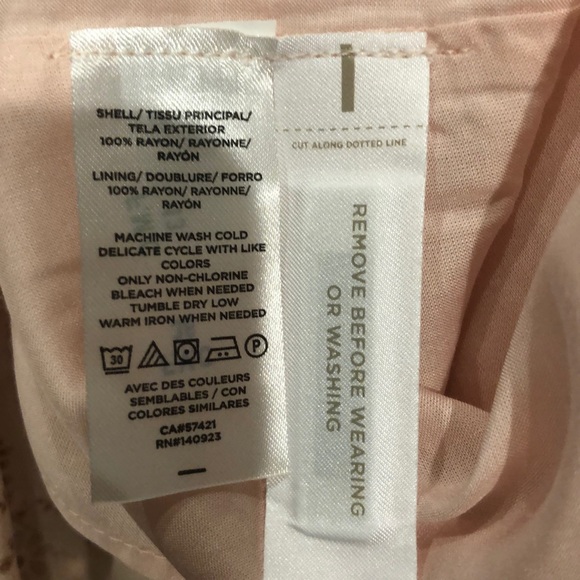 SHELL/ TISSU PRINCIPAL/
TELA EXTERIOR
100% RAYON/ RAYONNE/
RAYÓN
LINING/ DOUBLURE/ FORRO
100% RAYON/ RAYONNE/
RAYÓN
MACHINE WASH COLD
DELICATE CYCLE WITH LIKE
COLORS
ONLY NON-CHLORINE
BLEACH WHEN NEEDED
TUMBLE DRY LOW
WARM IRON WHEN NEEDED
30
P
AVEC DES COULEURS
SEMBLABLES / CON
COLORES SIMILARES
CA#57421
RN#140923
CUT ALONG DOTTED LINE
REMOVE BEFORE WEARING
OR WASHING